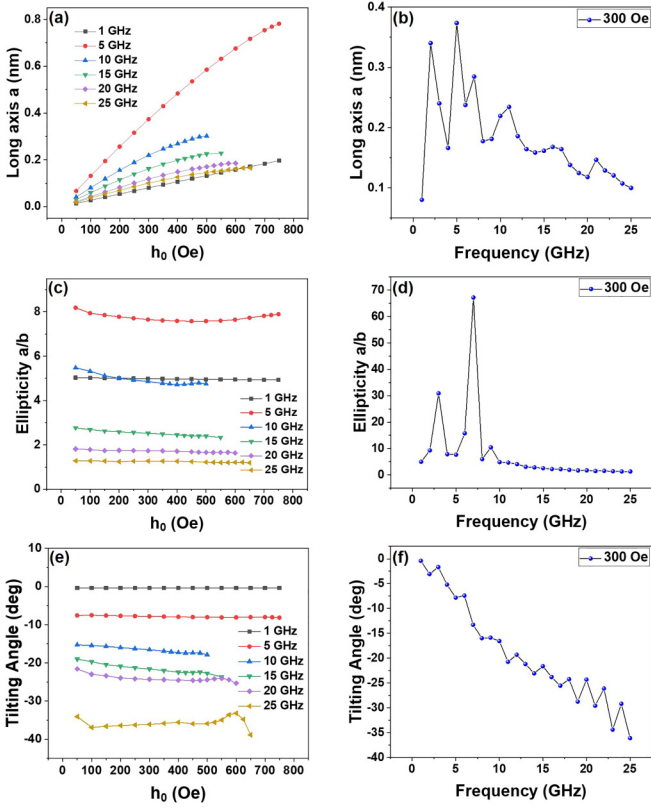 (a)
1 GHz
5 GHz
10 GHz
15 GHz
20 GHz
25 GHz
Long axis a (nm)
0.8
0.6
0.4
0.2
0.0
0 100 200 300 400 500 600 700 800
h₀ (Oe)
(b)
300 Oe
Long axis a (nm)
0.4
0.3
0.2
0.1
0 5 10 15 20 25
Frequency (GHz)
(c)
1 GHz
5 GHz
10 GHz
15 GHz
20 GHz
25 GHz
Ellipticity a/b
8
6
4
2
0
0 100 200 300 400 500 600 700 800
h₀ (Oe)
(d)
300 Oe
Ellipticity a/b
70
60
50
40
30
20
10
0
0 5 10 15 20 25
Frequency (GHz)
(e)
1 GHz
5 GHz
10 GHz
15 GHz
20 GHz
25 GHz
Tilting Angle (deg)
10
0
-10
-20
-30
-40
0 100 200 300 400 500 600 700 800
h₀ (Oe)
(f)
300 Oe
Tilting Angle (deg)
0
-5
-10
-15
-20
-25
-30
-35
-40
0 5 10 15 20 25
Frequency (GHz)